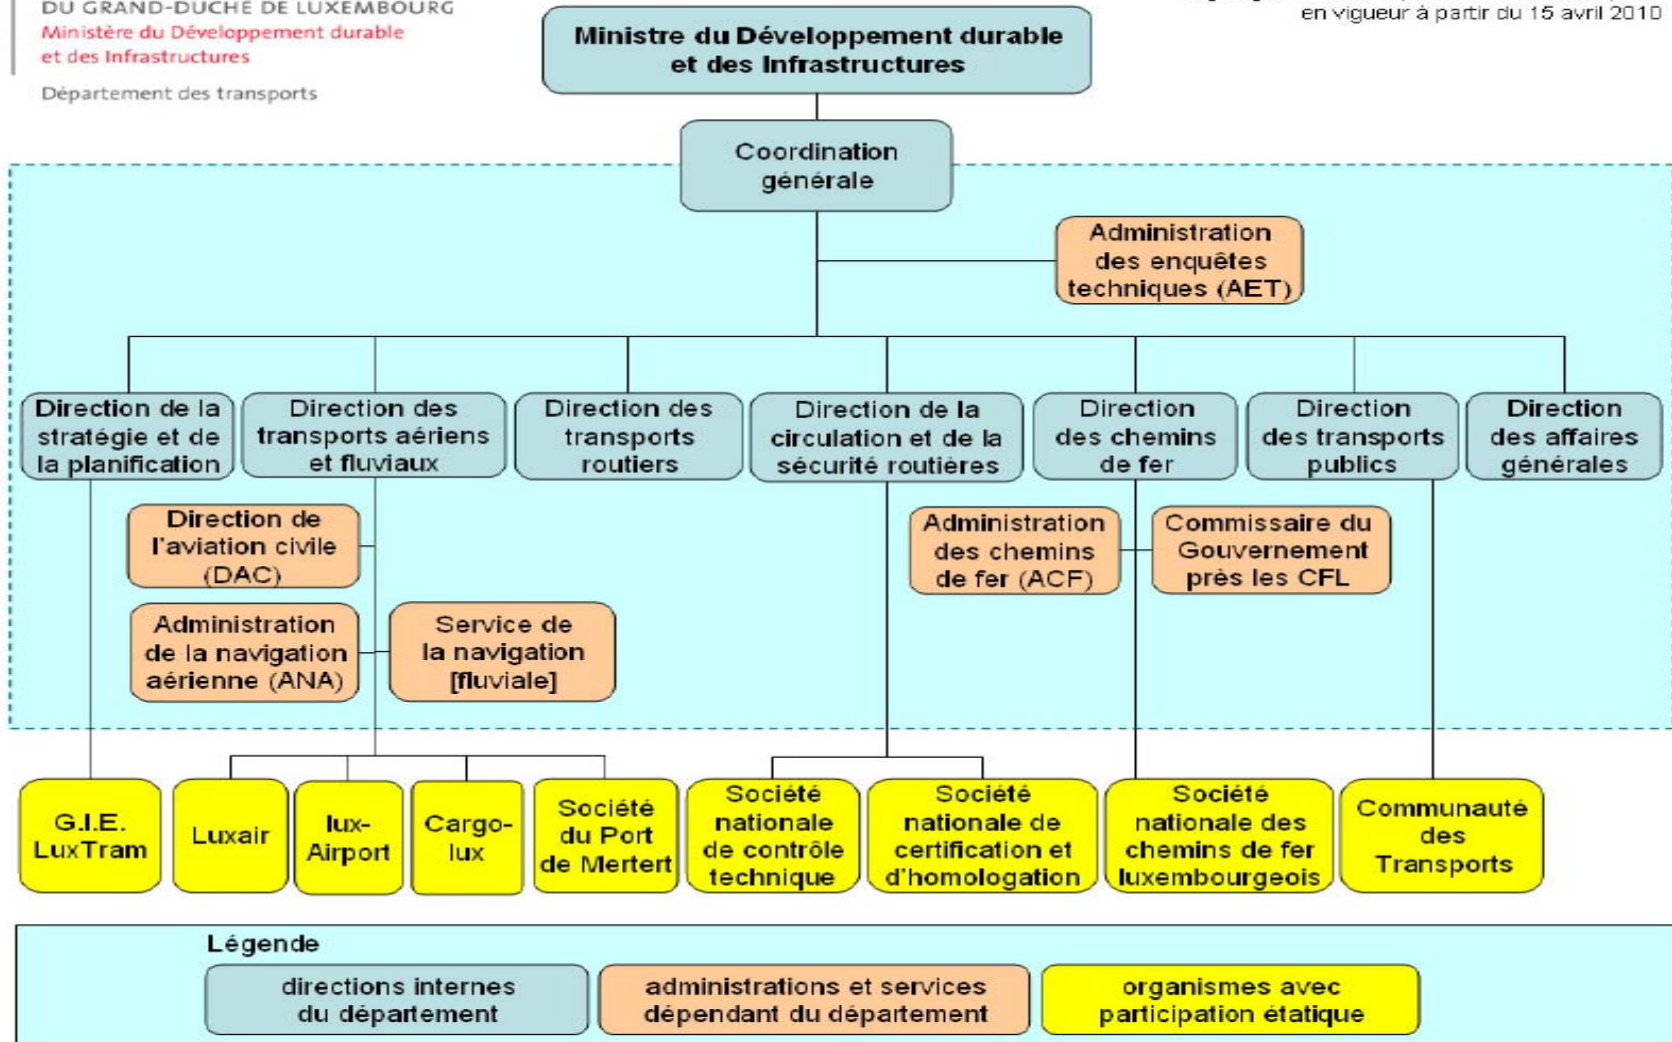 DU GRAND-DUCHÉ DE LUXEMBOURG
Ministère du Développement durable
et des Infrastructures
Département des transports
en vigueur à partir du 15 avril 2010
Ministre du Développement durable
et des Infrastructures
Coordination
générale
Administration
des enquêtes
techniques (AET)
Direction de la
stratégie et de
la planification
Direction des
transports aériens
et fluviaux
Direction des
transports
routiers
Direction de la
circulation et de la
sécurité routières
Direction
des chemins
de fer
Direction
des transports
publics
Direction
des affaires
générales
Direction de
l'aviation civile
(DAC)
Administration
des chemins
de fer (ACF)
Commissaire du
Gouvernement
près les CFL
Administration
de la navigation
aérienne (ANA)
Service de
la navigation
[fluviale]
G.I.E.
LuxTram
Luxair
lux-
Airport
Cargo-
lux
Société
du Port
de Mertert
Société
nationale
de contrôle
technique
Société
nationale de
certification et
d'homologation
Société
nationale des
chemins de fer
luxembourgeois
Communauté
des
Transports
Légende
directions internes
du département
administrations et services
dépendant du département
organismes avec
participation étatique